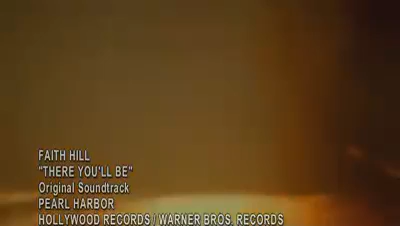 FAITH HILL
"THERE YOU'LL BE"
Original Soundtrack
PEARL HARBOR
HOLLYWOOD RECORDS / WARNER BROS. RECORDS